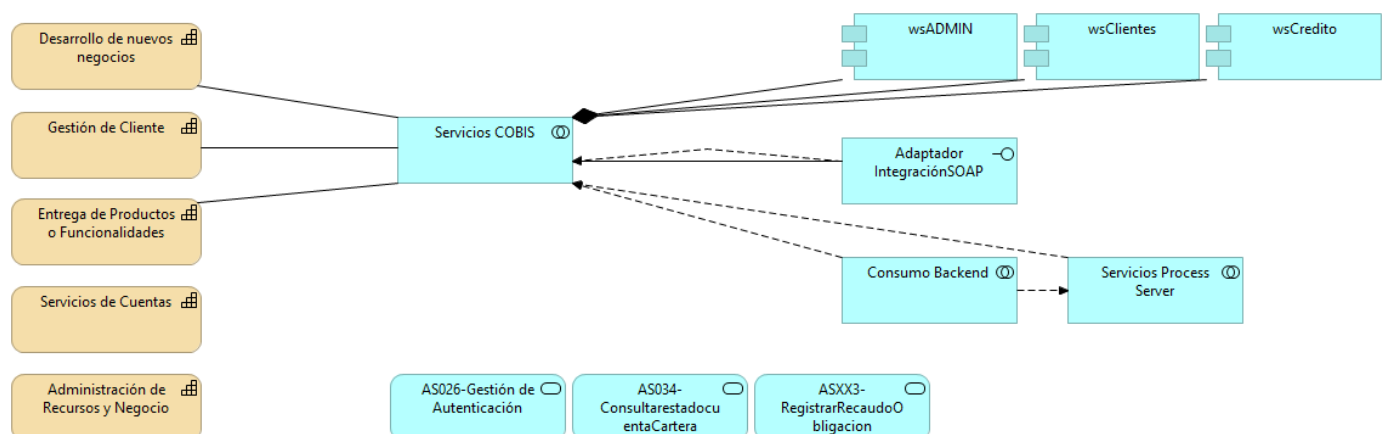 Desarrollo de nuevos
negocios
wsADMIN
wsClientes
wsCredito
Gestión de Cliente
Servicios COBIS
Adaptador
IntegraciónSOAP
Entrega de Productos
o Funcionalidades
Consumo Backend
Servicios Process
Server
Servicios de Cuentas
Administración de
Recursos y Negocio
AS026-Gestión de
Autenticación
AS034-
Consultarestadocu
entaCartera
ASXX3-
RegistrarRecaudoO
bligacion